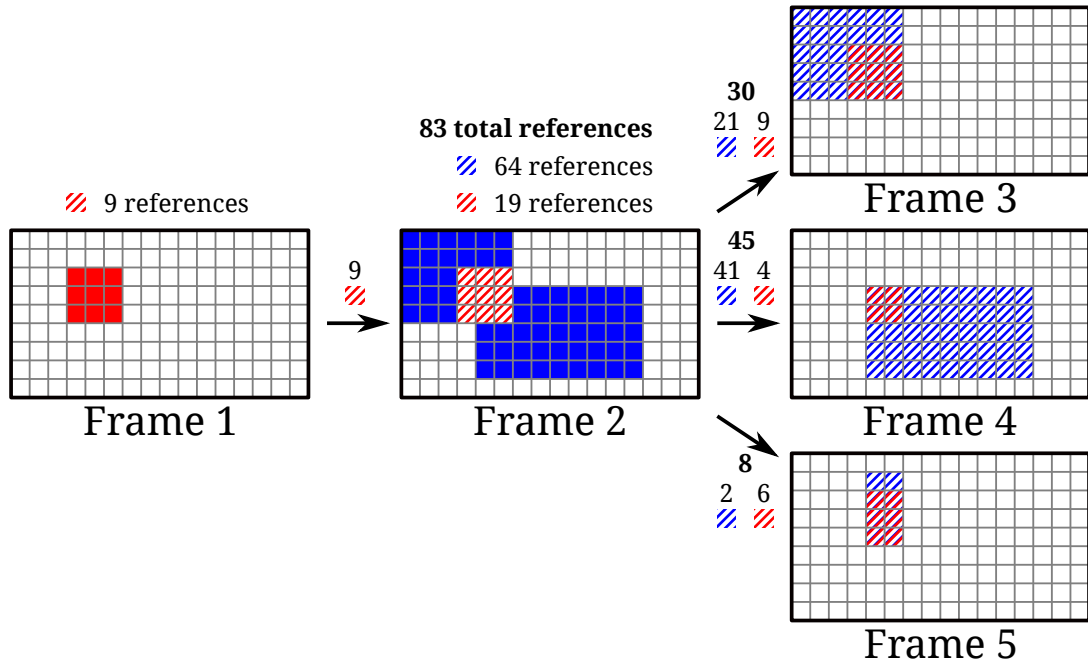 9 references
Frame 1
9
83 total references
64 references
19 references
Frame 2
30
21 9
Frame 3
45
41 4
Frame 4
8
2 6
Frame 5